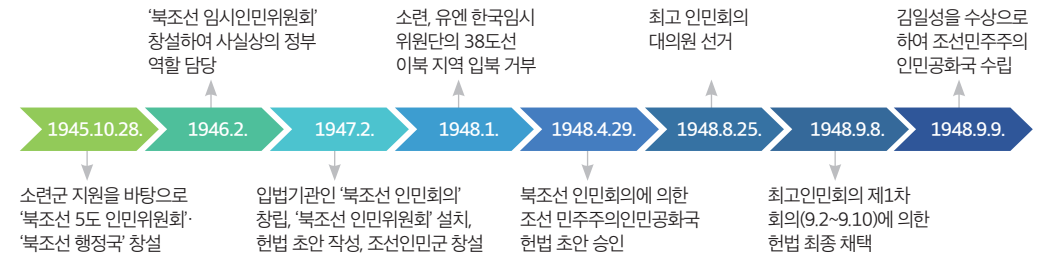 ‘북조선 임시인민위원회’
창설하여 사실상의 정부
역할 담당
소련, 유엔 한국임시
위원단의 38도선
이북 지역 입북 거부
최고 인민회의
대의원 선거
김일성을 수상으로
하여 조선민주주의
인민공화국 수립
1945.10.28.
1946.2.
1947.2.
1948.1.
1948.4.29.
1948.8.25.
1948.9.8.
1948.9.9.
소련군 지원을 바탕으로
‘북조선 5도 인민위원회’·
‘북조선 행정국’ 창설
입법기관인 ‘북조선 인민회의’
창립, ‘북조선 인민위원회’ 설치,
헌법 초안 작성, 조선인민군 창설
북조선 인민회의에 의한
조선 민주주의인민공화국
헌법 초안 승인
최고인민회의 제1차
회의(9.2~9.10)에 의한
헌법 최종 채택